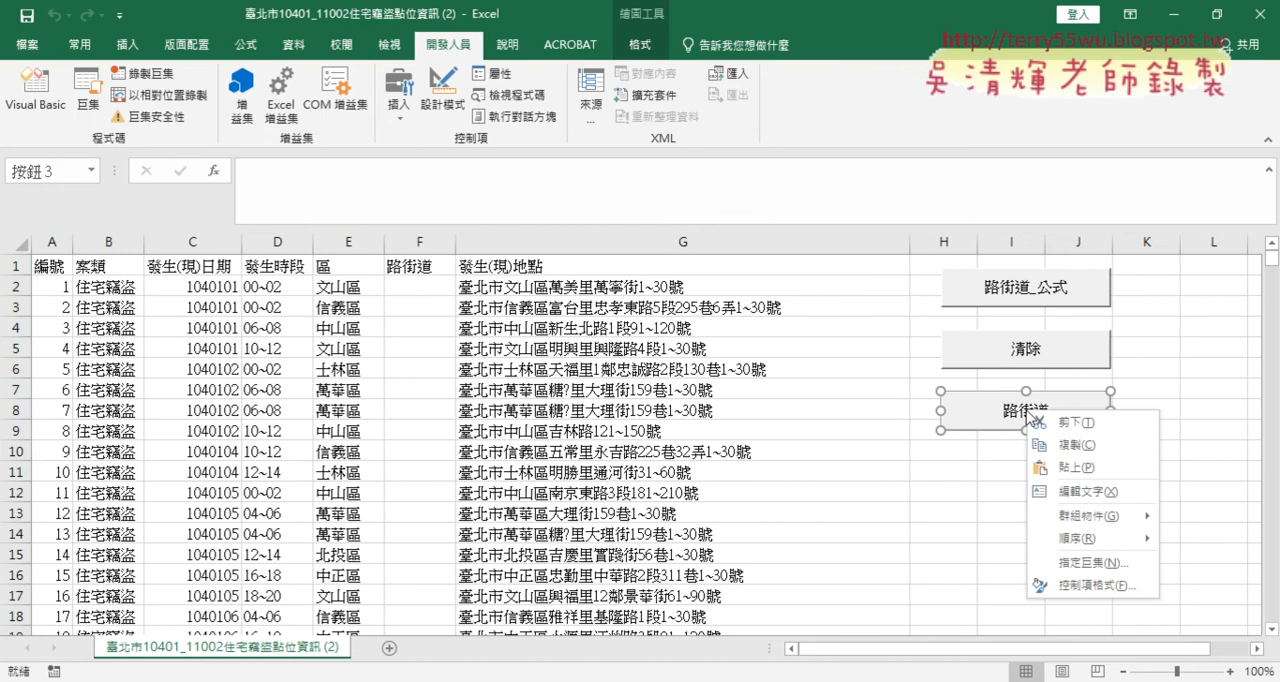 臺北市10401_11002住宅竊盜點位資訊 (2) - Excel
繪圖工具
登入
檔案 常用 插入 版面配置 公式 資料 校閱 檢視 開發人員 說明 ACROBAT 格式 告訴我您想做什麼 共用
http://terry55wu.blogspot.tw
吳清輝老師錄製
Visual Basic 巨集 錄製巨集 以相對位置錄製 巨集安全性
增益集 Excel 增益集 COM 增益集
插入 設計模式 屬性 檢視程式碼 執行對話方塊
來源 ... 對應內容 擴充套件 重新整理資料 匯入 匯出
程式碼 增益集 控制項 XML
按鈕 3 fx
A B C D E F G H I J K L
1 編號 案類 發生(現)日期 發生時段 區 路街道 發生(現)地點
2 1 住宅竊盜 1040101 00~02 文山區 臺北市文山區萬美里萬寧街1~30號
3 2 住宅竊盜 1040101 00~02 信義區 臺北市信義區富台里忠孝東路5段295巷6弄1~30號
4 3 住宅竊盜 1040101 06~08 中山區 臺北市中山區新生北路1段91~120號
5 4 住宅竊盜 1040101 10~12 文山區 臺北市文山區明興里興隆路4段1~30號
6 5 住宅竊盜 1040102 00~02 士林區 臺北市士林區天福里1鄰忠誠路2段130巷1~30號
7 6 住宅竊盜 1040102 06~08 萬華區 臺北市萬華區糖?里大理街159巷1~30號
8 7 住宅竊盜 1040102 06~08 萬華區 臺北市萬華區糖?里大理街159巷1~30號
9 8 住宅竊盜 1040102 10~12 中山區 臺北市中山區吉林路121~150號
10 9 住宅竊盜 1040104 10~12 信義區 臺北市信義區五常里永吉路225巷32弄1~30號
11 10 住宅竊盜 1040104 12~14 士林區 臺北市士林區明勝里通河街31~60號
12 11 住宅竊盜 1040105 00~02 中山區 臺北市中山區南京東路3段181~210號
13 12 住宅竊盜 1040105 04~06 萬華區 臺北市萬華區大理街159巷1~30號
14 13 住宅竊盜 1040105 04~06 萬華區 臺北市萬華區糖?里大理街159巷1~30號
15 14 住宅竊盜 1040105 12~14 北投區 臺北市北投區吉慶里實踐街56巷1~30號
16 15 住宅竊盜 1040105 16~18 中正區 臺北市中正區忠勤里中華路2段311巷1~30號
17 16 住宅竊盜 1040105 18~20 文山區 臺北市文山區興福里12鄰景華街61~90號
18 17 住宅竊盜 1040106 04~06 信義區 臺北市信義區雅祥里基隆路1段1~30號
路街道_公式
清除
路街道
剪下(T)
複製(C)
貼上(P)
編輯文字(X)
群組物件(G)
順序(R)
指定巨集(N)...
控制項格式(F)...
臺北市10401_11002住宅竊盜點位資訊 (2)
就緒 100%